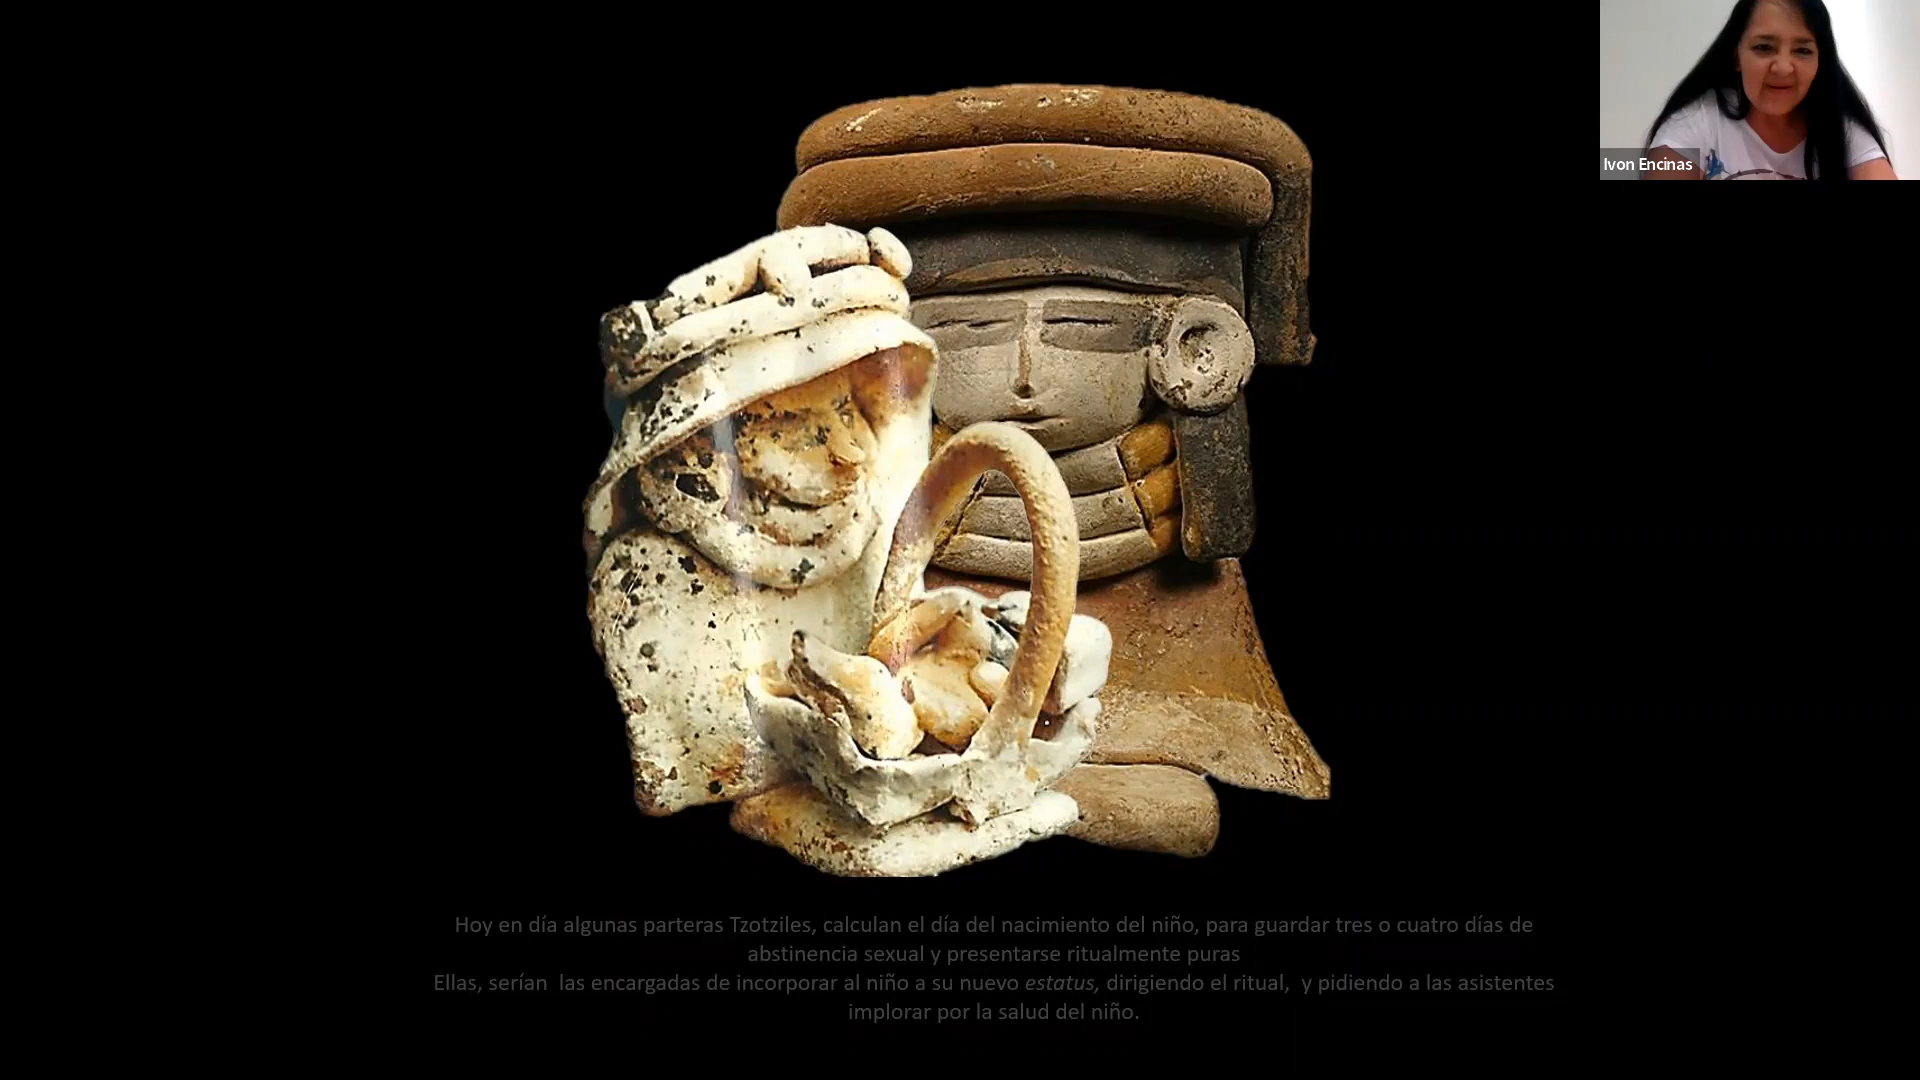 Ivon Encinas
Hoy en día algunas parteras Tzotziles, calculan el día del nacimiento del niño, para guardar tres o cuatro días de
abstinencia sexual y presentarse ritualmente puras
Ellas, serían  las encargadas de incorporar al niño a su nuevo estatus, dirigiendo el ritual,  y pidiendo a las asistentes
implorar por la salud del niño.